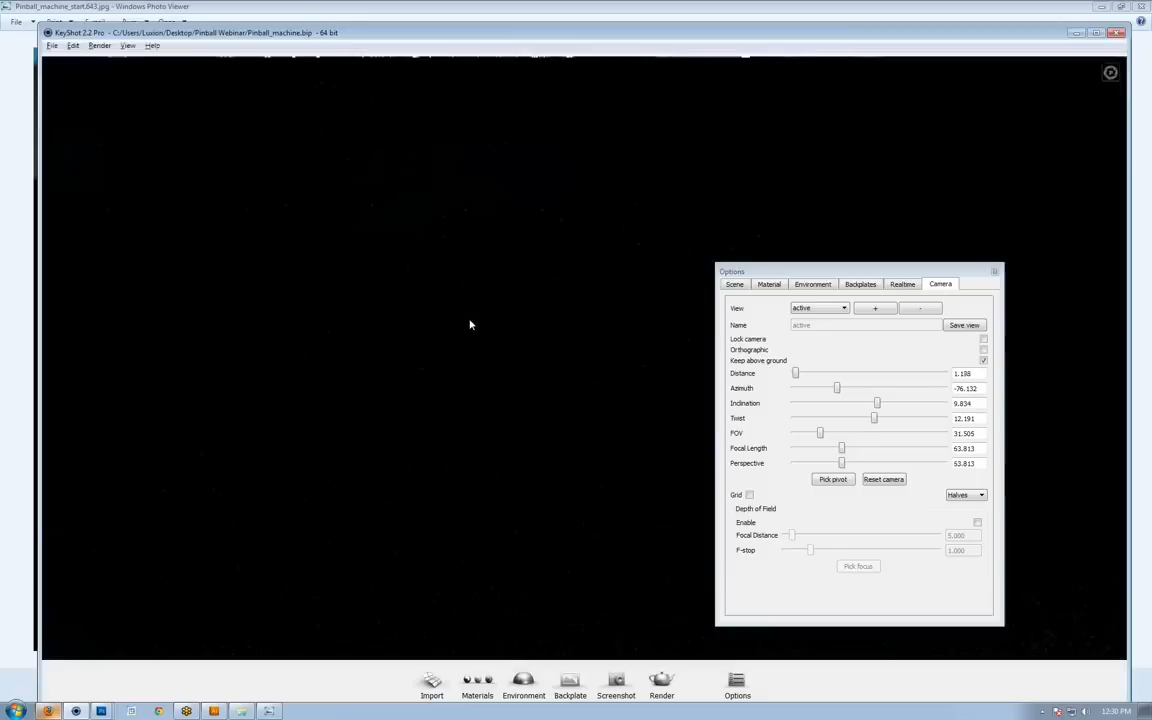 Pinball_machine_start.643.jpg - Windows Photo Viewer
File
KeyShot 2.2 Pro - C:/Users/Luxion/Desktop/Pinball Webinar/Pinball_machine.bip - 64 bit
File Edit Render View Help
Options
Scene Material Environment Backplates Realtime Camera
View active + -
Name active Save view
Lock camera
Orthographic
Keep above ground
Distance 1.198
Azimuth -76.132
Inclination 9.834
Twist 12.191
FOV 31.505
Focal Length 63.813
Perspective 63.813
Pick pivot Reset camera
Grid Halves
Depth of Field
Enable
Focal Distance 5.000
F-stop 1.000
Pick focus
Import Materials Environment Backplate Screenshot Render Options
12:30 PM